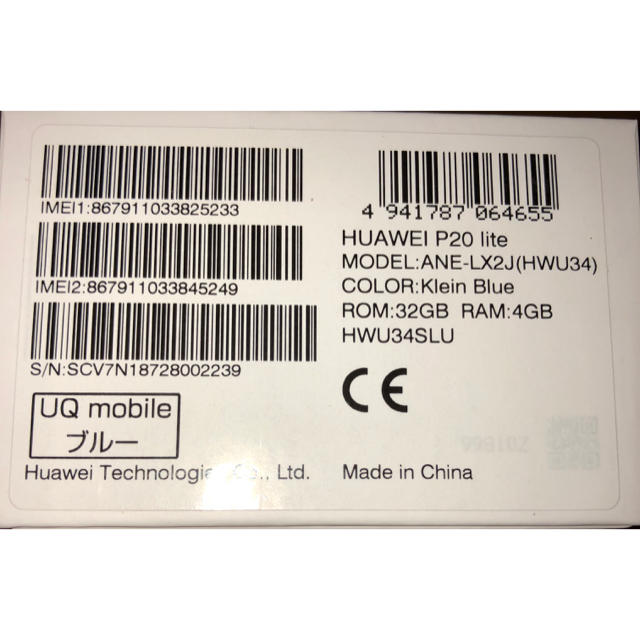 IMEI1:867911033825233
IMEI2:867911033845249
S/N:SCV7N18728002239
UQ mobile
ブルー
Huawei Technologies Co., Ltd.
4 941787 064655
HUAWEI P20 lite
MODEL:ANE-LX2J(HWU34)
COLOR:Klein Blue
ROM:32GB RAM:4GB
HWU34SLU
CE
Made in China